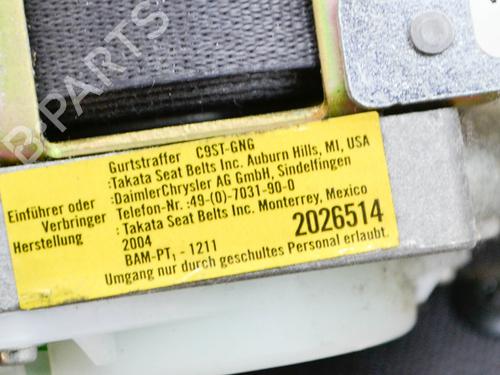 B-PARTS
Gurtstraffer C9ST-GNG
:Takata Seat Belts Inc. Auburn Hills, MI, USA
Einführer oder :DaimlerChrysler AG GmbH, Sindelfingen
Verbringer Telefon-Nr. :49-(0)-7031-90-0
Herstellung : Takata Seat Belts Inc. Monterrey, Mexico
2004 2026514
BAM-PT₁ - 1211
Umgang nur durch geschultes Personal erlaubt.